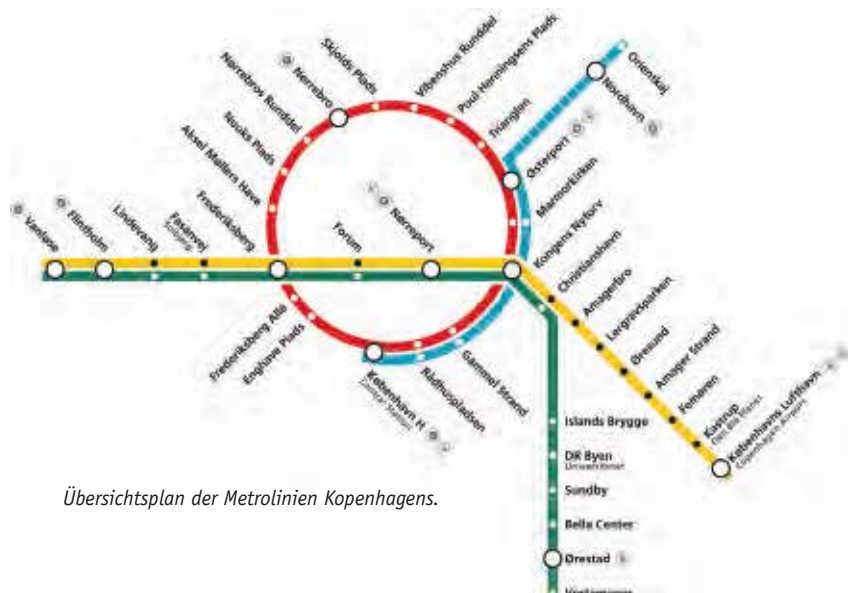 Vanløse
Flintholm
Lindevang
Fasanvej
Frederiksberg
Aksel Møllers Have
Nuuks Plads
Nørrebros Runddel
Nørrebro
Skjolds Plads
Vibenshus Runddel
Poul Henningsens Plads
Trianglen
Østerport
Nordhavn
Orientkaj
Marmorkirken
Kongens Nytorv
Christianshavn
Amagerbro
Lergravsparken
Øresund
Amager Strand
Femøren
Kastrup
Københavns Lufthavn
Copenhagen Airport
Forum
Nørreport
Frederiksberg Allé
Enghave Plads
København H
Central Station
Rådhuspladsen
Gammel Strand
Islands Brygge
DR Byen
Universitetet
Sundby
Bella Center
Ørestad
Übersichtsplan der Metrolinien Kopenhagens.